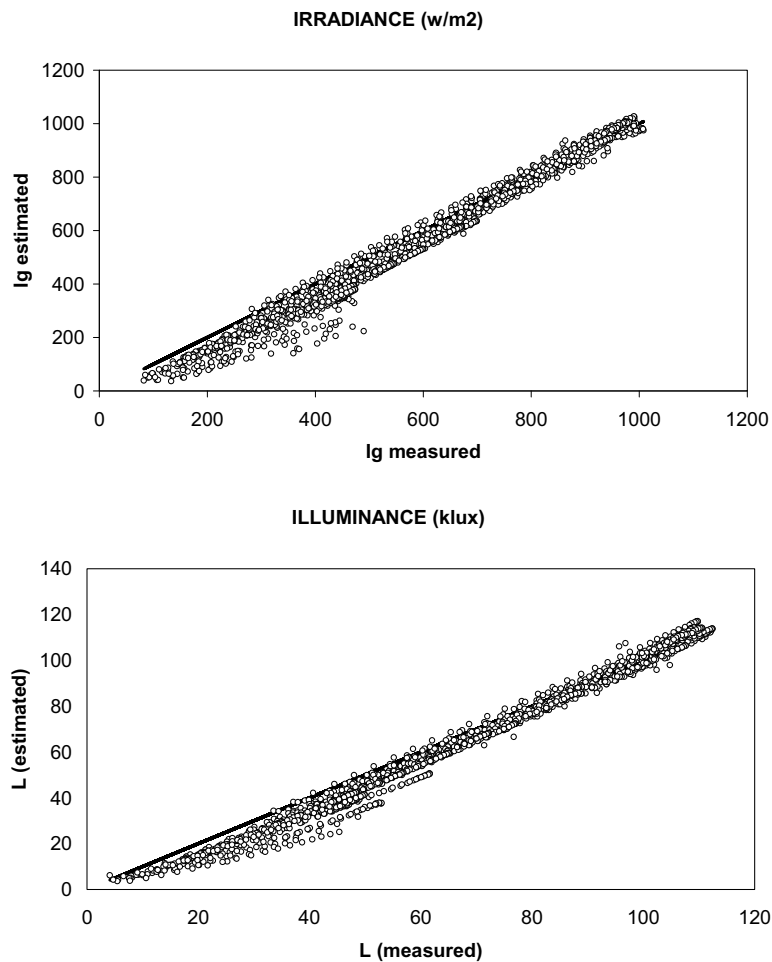 IRRADIANCE (w/m2)
1200
1000
800
600
400
200
0
Ig estimated
0 200 400 600 800 1000 1200
Ig measured
ILLUMINANCE (klux)
140
120
100
80
60
40
20
0
L (estimated)
0 20 40 60 80 100 120
L (measured)